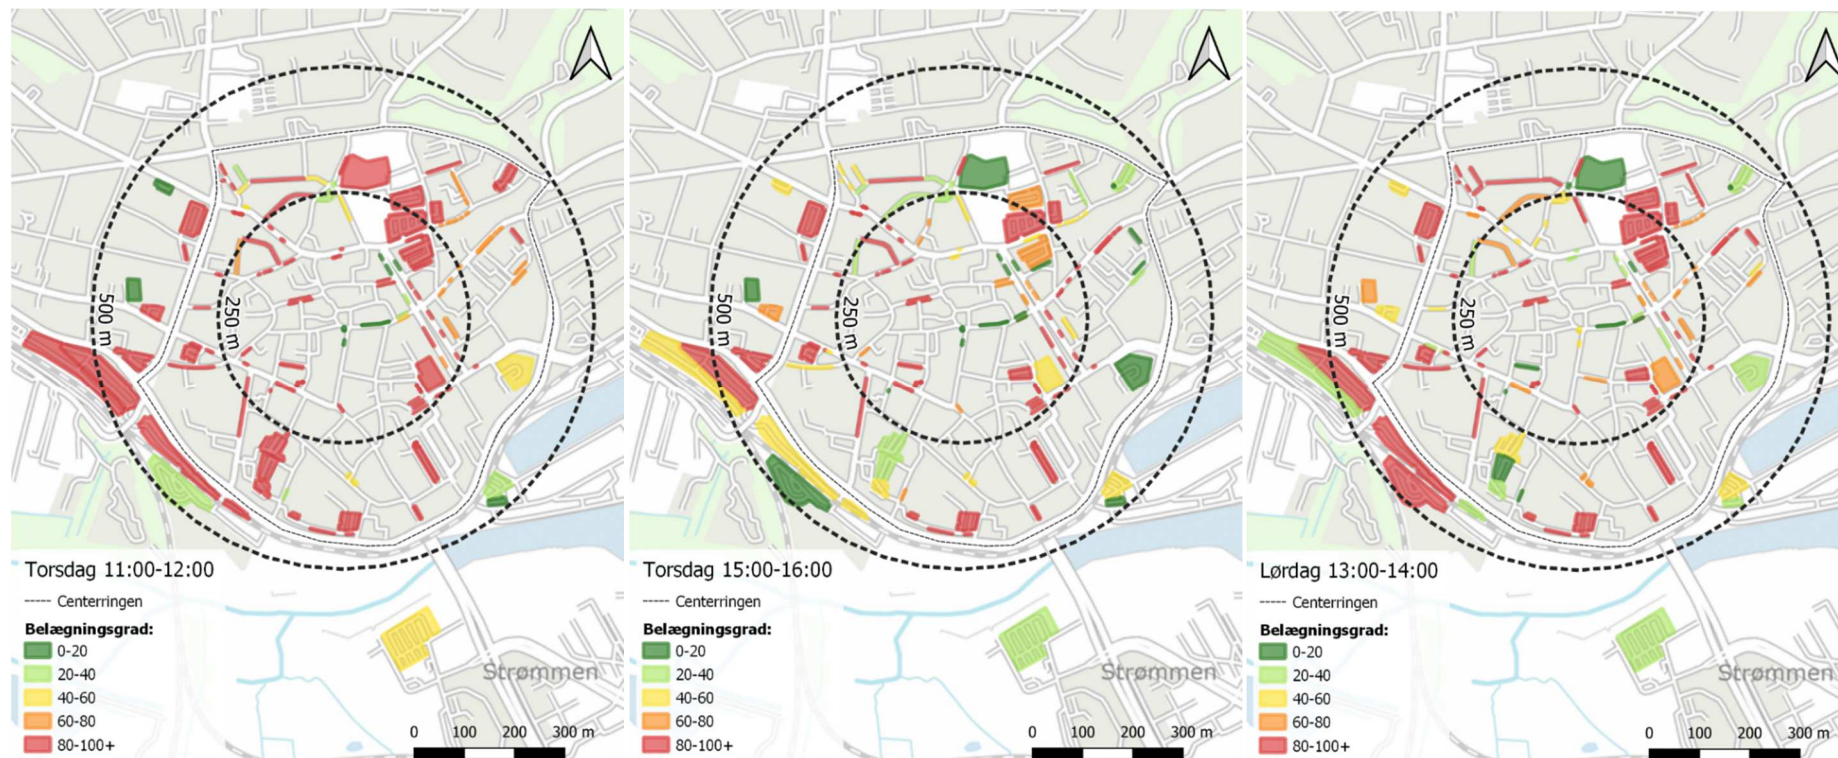 500 m
250 m
Torsdag 11:00-12:00
Centerringen
Belægningsgrad:
0-20
20-40
40-60
60-80
80-100+
Strømmen
0 100 200 300 m
500 m
250 m
Torsdag 15:00-16:00
Centerringen
Belægningsgrad:
0-20
20-40
40-60
60-80
80-100+
Strømmen
0 100 200 300 m
500 m
250 m
Lørdag 13:00-14:00
Centerringen
Belægningsgrad:
0-20
20-40
40-60
60-80
80-100+
Strømmen
0 100 200 300 m